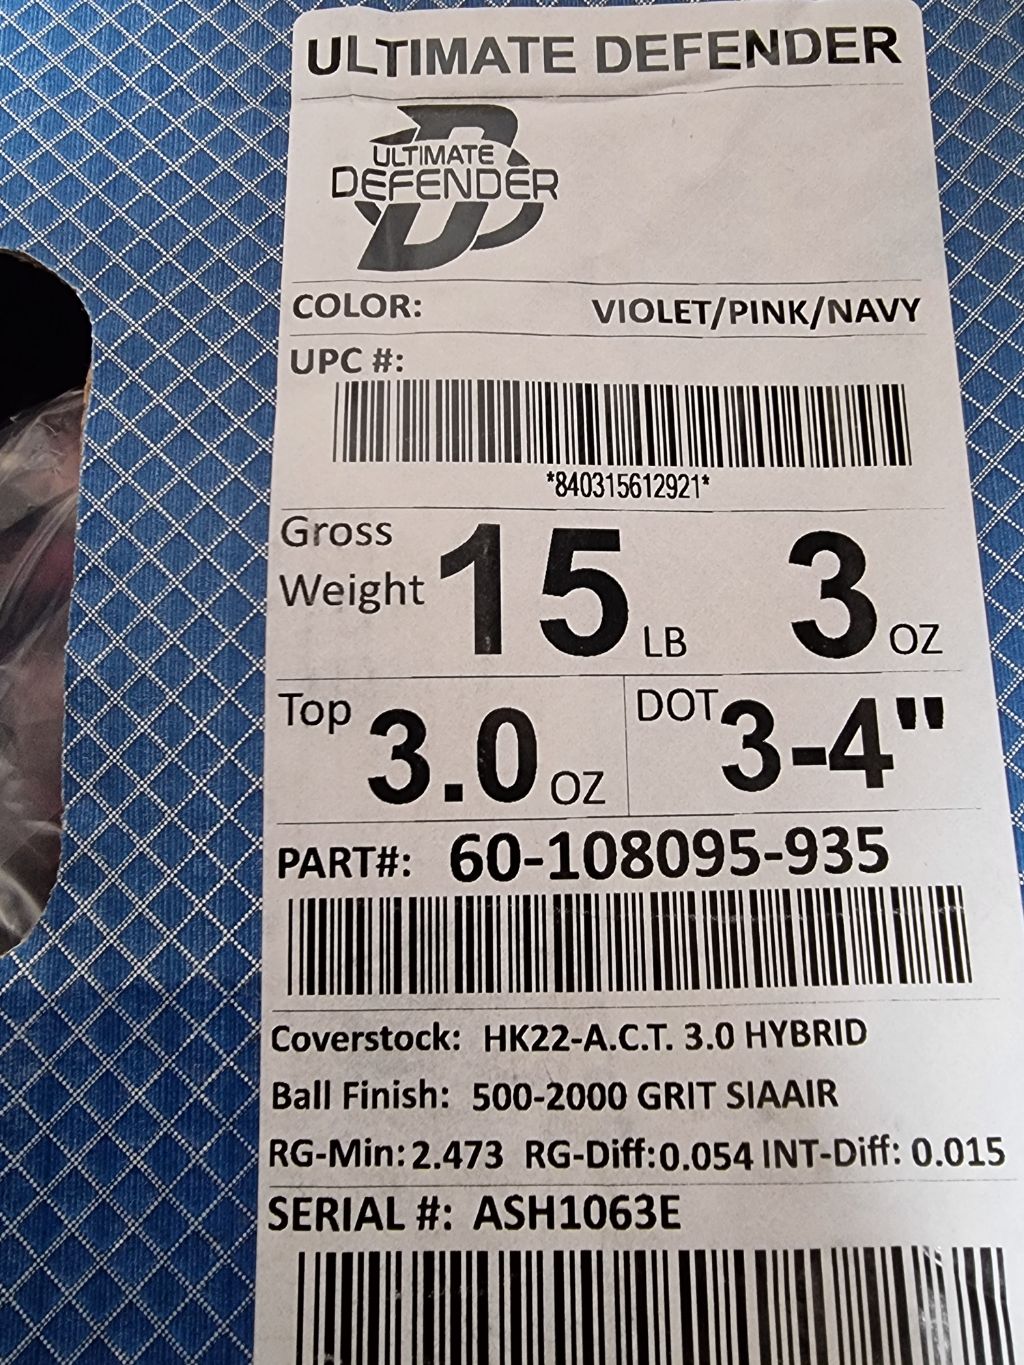 ULTIMATE DEFENDER
ULTIMATE
DEFENDER
COLOR: VIOLET/PINK/NAVY
UPC #:
*840315612921*
Gross Weight 15 LB 3 OZ
Top 3.0 OZ DOT 3-4"
PART#: 60-108095-935
Coverstock: HK22-A.C.T. 3.0 HYBRID
Ball Finish: 500-2000 GRIT SIAAIR
RG-Min: 2.473 RG-Diff: 0.054 INT-Diff: 0.015
SERIAL #: ASH1063E